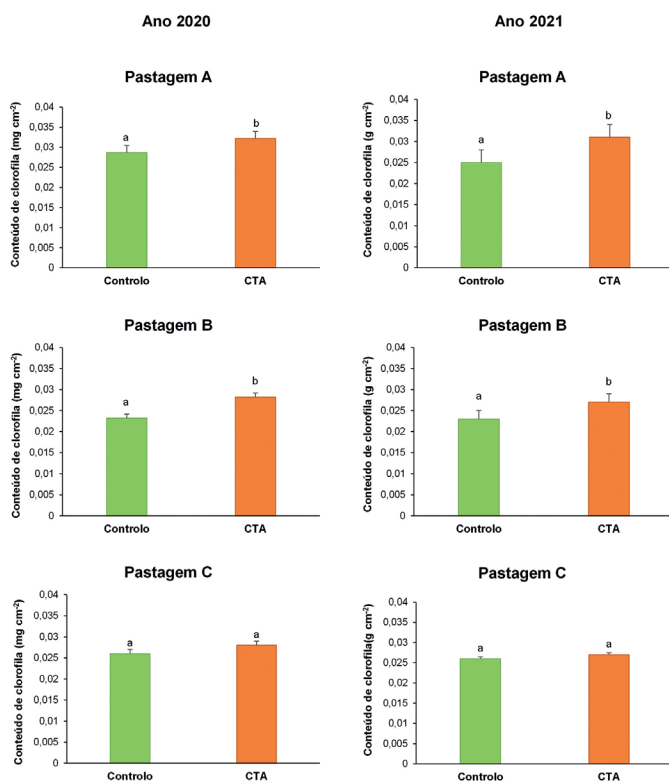 Ano 2020
Ano 2021
Pastagem A
Conteúdo de clorofila (mg cm-2)
0,04
0,035
0,03
0,025
0,02
0,015
0,01
0,005
0
a
b
Controlo
CTA
Pastagem A
Conteúdo de clorofila (g cm-2)
0,04
0,035
0,03
0,025
0,02
0,015
0,01
0,005
0
a
b
Controlo
CTA
Pastagem B
Conteúdo de clorofila (mg cm-2)
0,04
0,035
0,03
0,025
0,02
0,015
0,01
0,005
0
a
b
Controlo
CTA
Pastagem B
Conteúdo de clorofila (g cm-2)
0,04
0,035
0,03
0,025
0,02
0,015
0,01
0,005
0
a
b
Controlo
CTA
Pastagem C
Conteúdo de clorofila (mg cm-2)
0,04
0,035
0,03
0,025
0,02
0,015
0,01
0,005
0
a
a
Controlo
CTA
Pastagem C
Conteúdo de clorofila(g cm-2)
0,04
0,035
0,03
0,025
0,02
0,015
0,01
0,005
0
a
a
Controlo
CTA